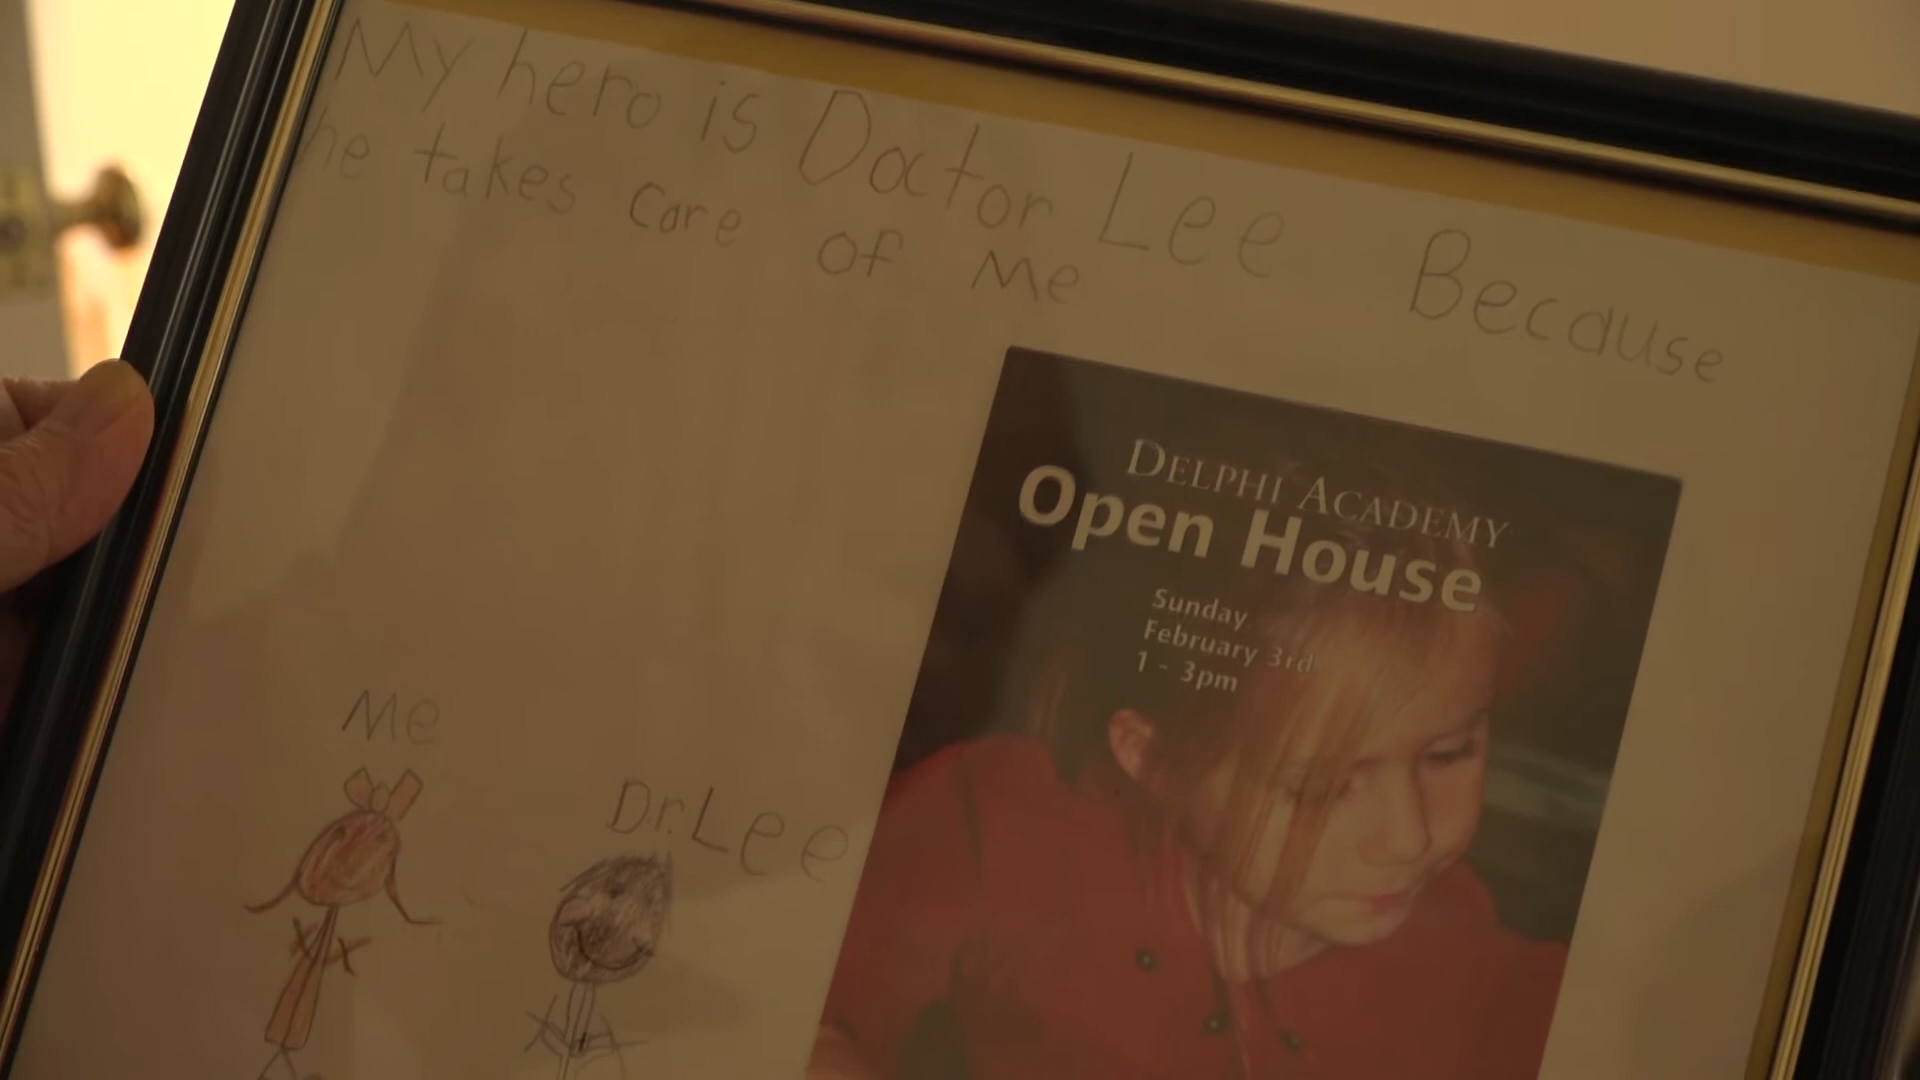 My hero is Doctor Lee Because
he takes care of Me
DELPHI ACADEMY
Open House
Sunday
February 3rd
1 - 3pm
Me
Dr. Lee